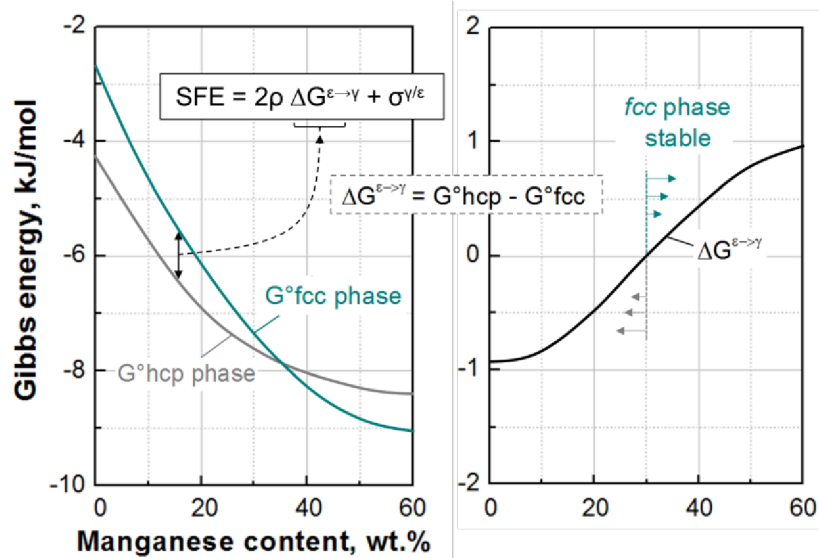 -2
-4
-6
-8
-10
Gibbs energy, kJ/mol
SFE = 2ρ ΔG^ε→γ + σ^γ/ε
ΔG^ε->γ = G°hcp - G°fcc
G°fcc phase
G°hcp phase
0
20
40
60
Manganese content, wt.%
2
1
0
-1
-2
fcc phase
stable
ΔG^ε->γ
0
20
40
60